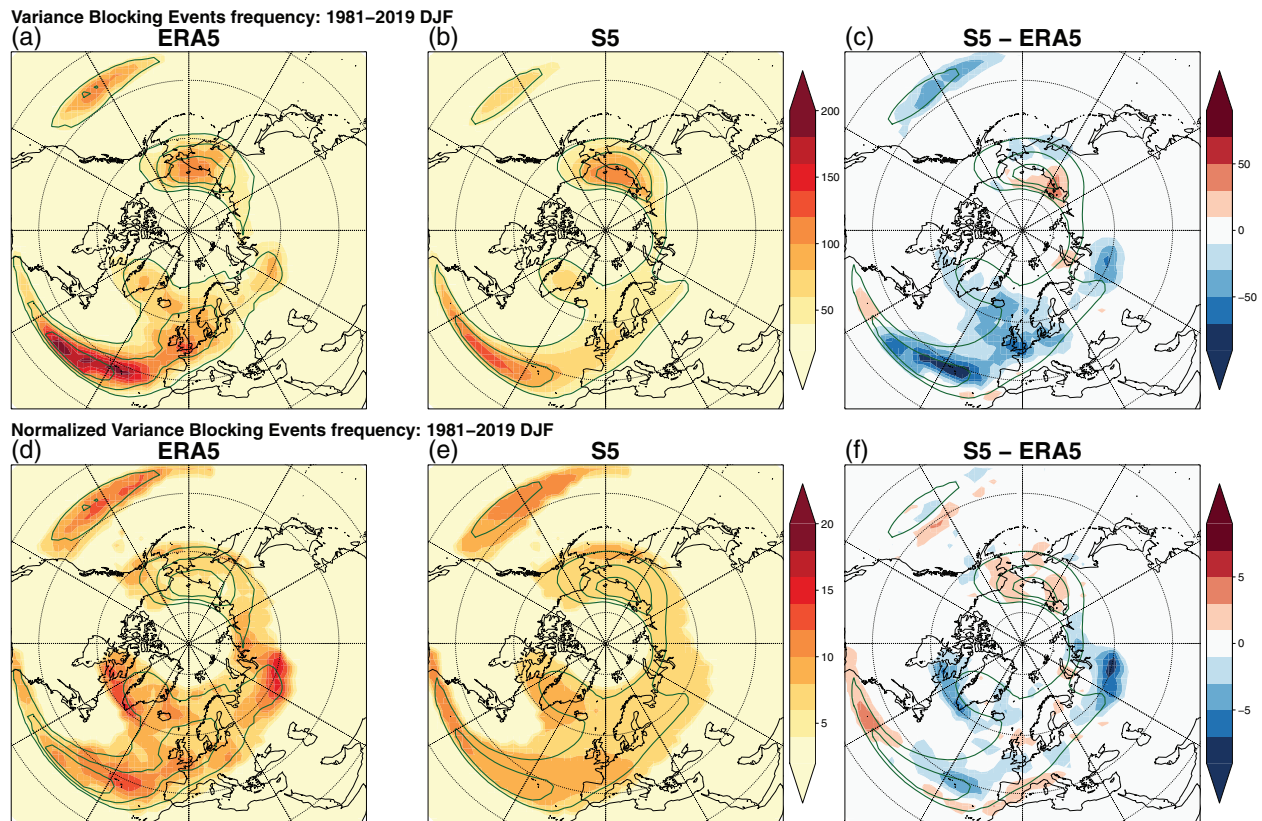 Variance Blocking Events frequency: 1981−2019 DJF
(a) ERA5
(b) S5
(c) S5 − ERA5
200
150
100
50
50
0
−50
Normalized Variance Blocking Events frequency: 1981−2019 DJF
(d) ERA5
(e) S5
(f) S5 − ERA5
20
15
10
5
5
0
−5